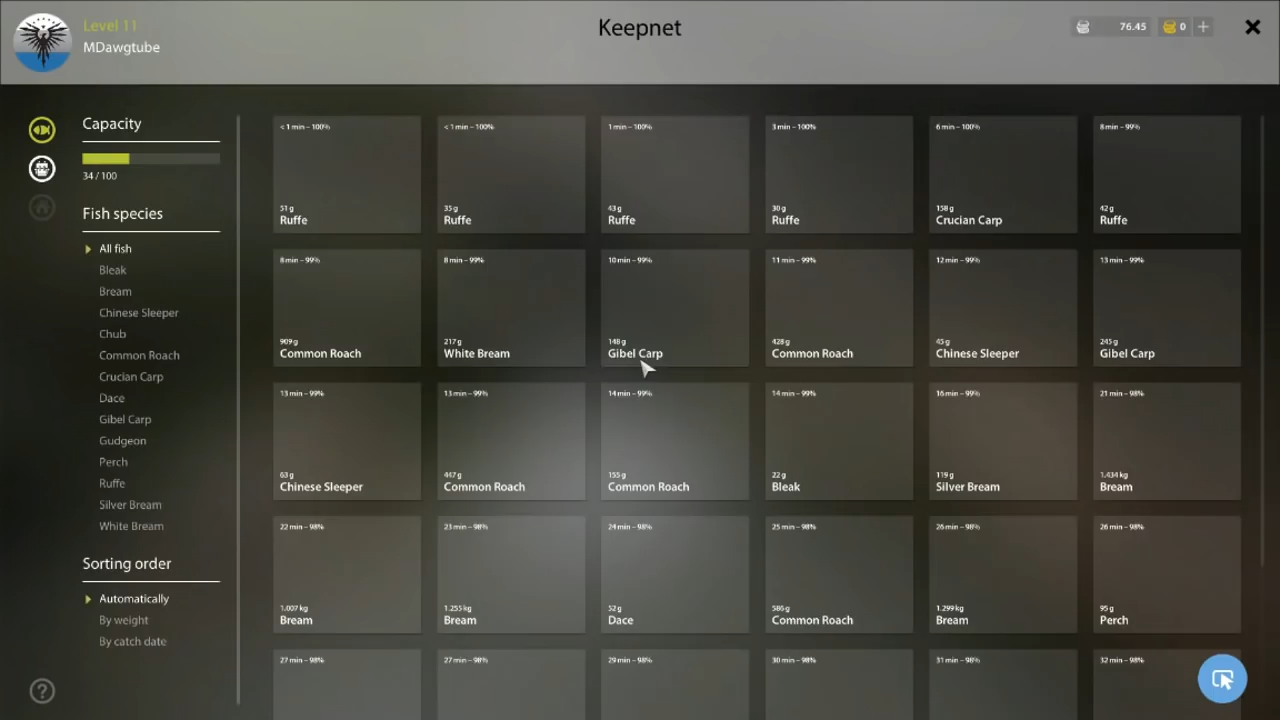 Level 11
MDawgtube
Keepnet
76.45
0
Capacity
34 / 100
Fish species
All fish
Bleak
Bream
Chinese Sleeper
Chub
Common Roach
Crucian Carp
Dace
Gibel Carp
Gudgeon
Perch
Ruffe
Silver Bream
White Bream
Sorting order
Automatically
By weight
By catch date
?
< 1 min – 100%
51 g
Ruffe
< 1 min – 100%
35 g
Ruffe
1 min – 100%
43 g
Ruffe
3 min – 100%
30 g
Ruffe
6 min – 100%
158 g
Crucian Carp
8 min – 99%
42 g
Ruffe
8 min – 99%
909 g
Common Roach
8 min – 99%
217 g
White Bream
10 min – 99%
148 g
Gibel Carp
11 min – 99%
428 g
Common Roach
12 min – 99%
45 g
Chinese Sleeper
13 min – 99%
245 g
Gibel Carp
13 min – 99%
63 g
Chinese Sleeper
13 min – 99%
447 g
Common Roach
14 min – 99%
155 g
Common Roach
14 min – 99%
22 g
Bleak
16 min – 99%
119 g
Silver Bream
21 min – 98%
1.434 kg
Bream
22 min – 98%
1.007 kg
Bream
23 min – 98%
1.255 kg
Bream
24 min – 98%
52 g
Dace
25 min – 98%
586 g
Common Roach
26 min – 98%
1.299 kg
Bream
26 min – 98%
95 g
Perch
27 min – 98%
27 min – 98%
29 min – 98%
30 min – 98%
31 min – 98%
32 min – 98%